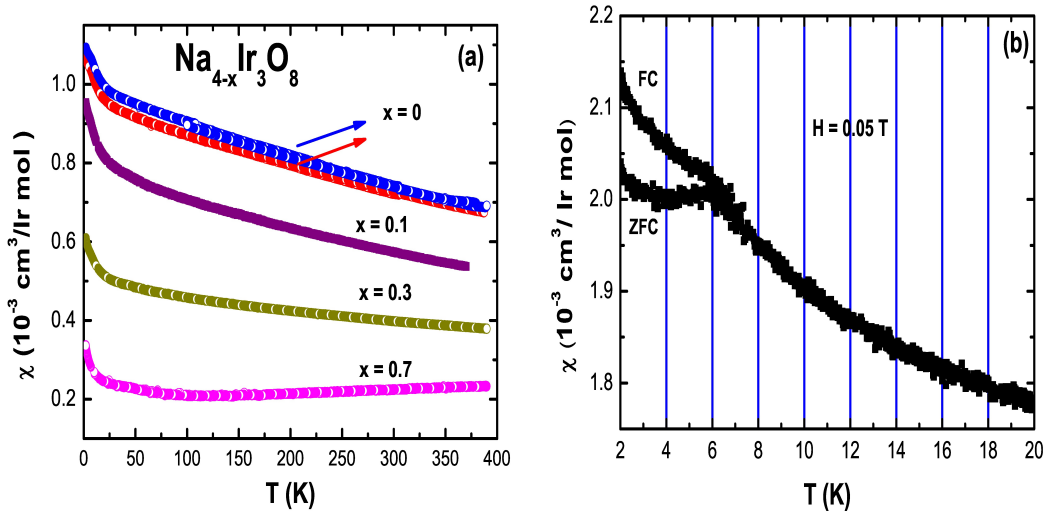 Na4-xIr3O8
(a)
x = 0
x = 0.1
x = 0.3
x = 0.7
χ (10⁻³ cm³/Ir mol)
1.0
0.8
0.6
0.4
0.2
0 50 100 150 200 250 300 350 400
T (K)
(b)
FC
H = 0.05 T
ZFC
χ (10⁻³ cm³/ Ir mol)
2.2
2.1
2.0
1.9
1.8
2 4 6 8 10 12 14 16 18 20
T (K)